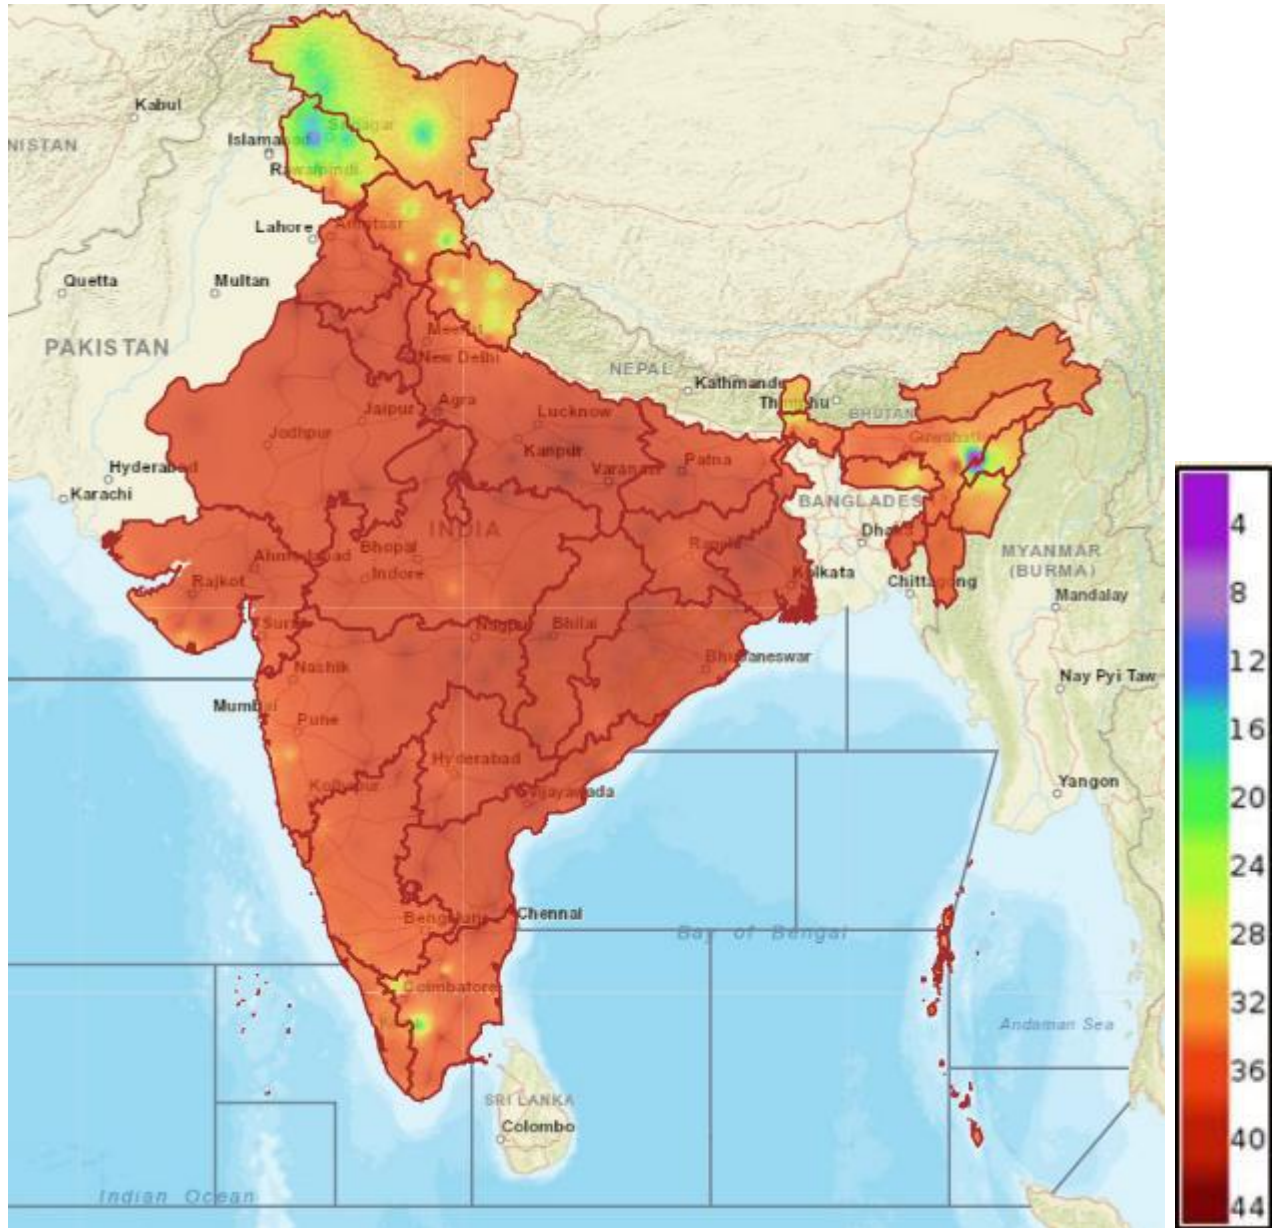 Kabul
Islamabad
Srinagar
NISTAN
Rawalpindi
Lahore
Amritsar
Quetta
Multan
PAKISTAN
New Delhi
NEPAL
Kathmandu
Thimphu
BHUTAN
Jaipur
Agra
Lucknow
Guwahati
Jodhpur
Kanpur
Hyderabad
Varanasi
Patna
Karachi
BANGLADES
INDIA
Dha
MYANMAR
(BURMA)
Ahmedabad
Bhopal
Ranchi
Rajkot
Indore
Kolkata
Chittagong
Mandalay
Surat
Nagpur
Bhilai
Nashik
Bhubaneswar
Nay Pyi Taw
Mumbai
Pune
Hyderabad
Kolhapur
Vijayawada
Yangon
Bengaluru
Chennai
Bay of Bengal
Coimbatore
Andaman Sea
SRI LANKA
Colombo
Indian Ocean
4
8
12
16
20
24
28
32
36
40
44